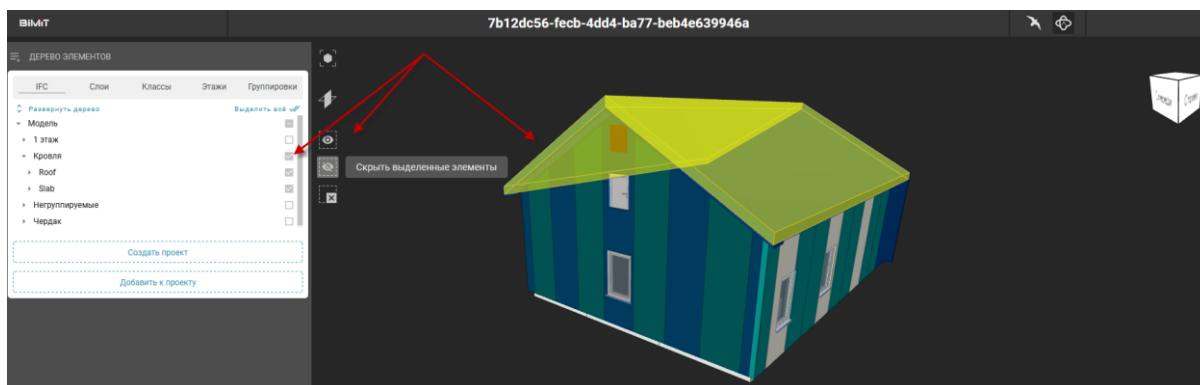 BIMiT
7b12dc56-fecb-4dd4-ba77-beb4e639946a
ДЕРЕВО ЭЛЕМЕНТОВ
IFC Слои Классы Этажи Группировки
Развернуть дерево Выделить всё
Модель
1 этаж
Кровля
Roof
Slab
Негруппируемые
Чердак
Создать проект
Добавить к проекту
Скрыть выделенные элементы